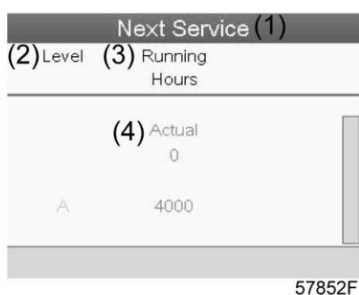 Next Service (1)
(2) Level (3) Running
Hours
(4) Actual
0
A 4000
57852F